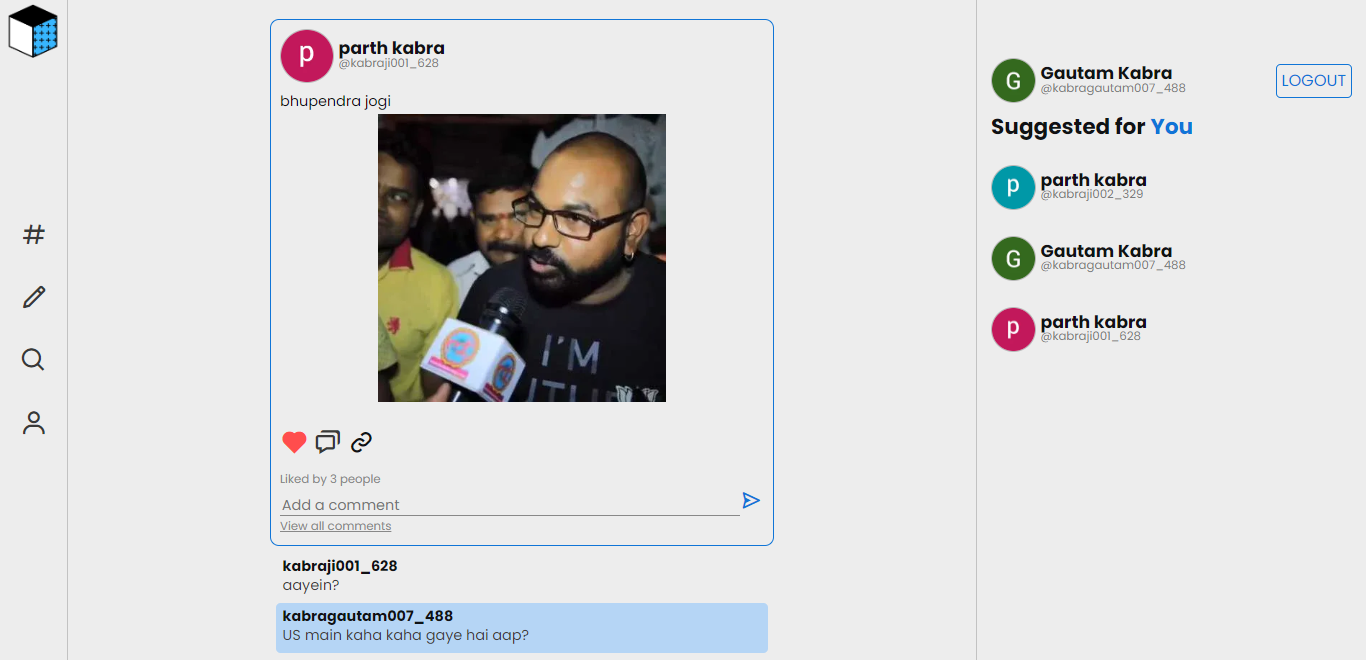 p
parth kabra
@kabraji001_628
bhupendra jogi
I'M
Liked by 3 people
Add a comment
View all comments
kabraji001_628
aayein?
kabragautam007_488
US main kaha kaha gaye hai aap?
G
Gautam Kabra
@kabragautam007_488
LOGOUT
Suggested for You
p
parth kabra
@kabraji002_329
G
Gautam Kabra
@kabragautam007_488
p
parth kabra
@kabraji001_628